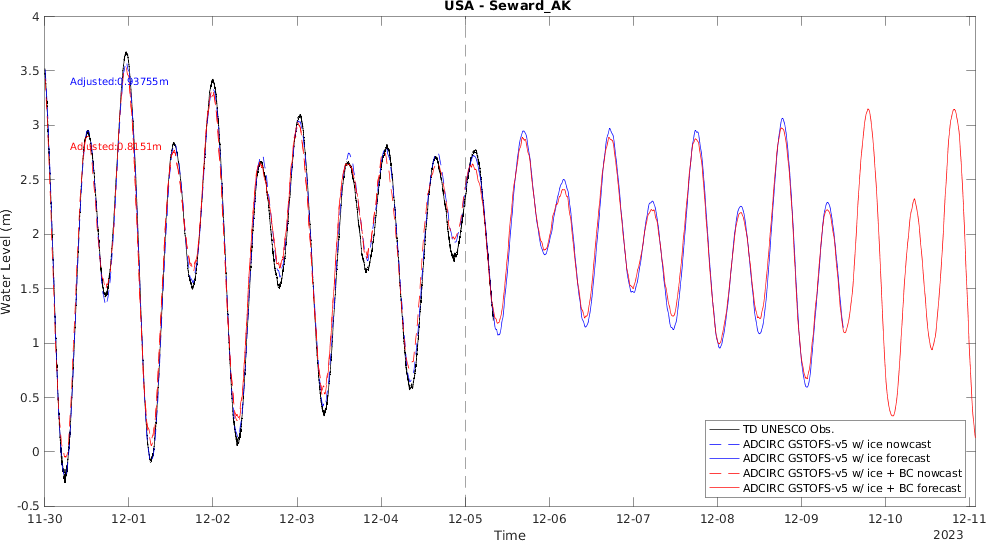 USA - Seward_AK
4
3.5
3
2.5
2
1.5
1
0.5
0
-0.5
Water Level (m)
Adjusted:0.93755m
Adjusted:0.8151m
TD UNESCO Obs.
ADCIRC GSTOFS-v5 w/ ice nowcast
ADCIRC GSTOFS-v5 w/ ice forecast
ADCIRC GSTOFS-v5 w/ ice + BC nowcast
ADCIRC GSTOFS-v5 w/ ice + BC forecast
11-30 12-01 12-02 12-03 12-04 12-05 12-06 12-07 12-08 12-09 12-10 12-11
Time
2023